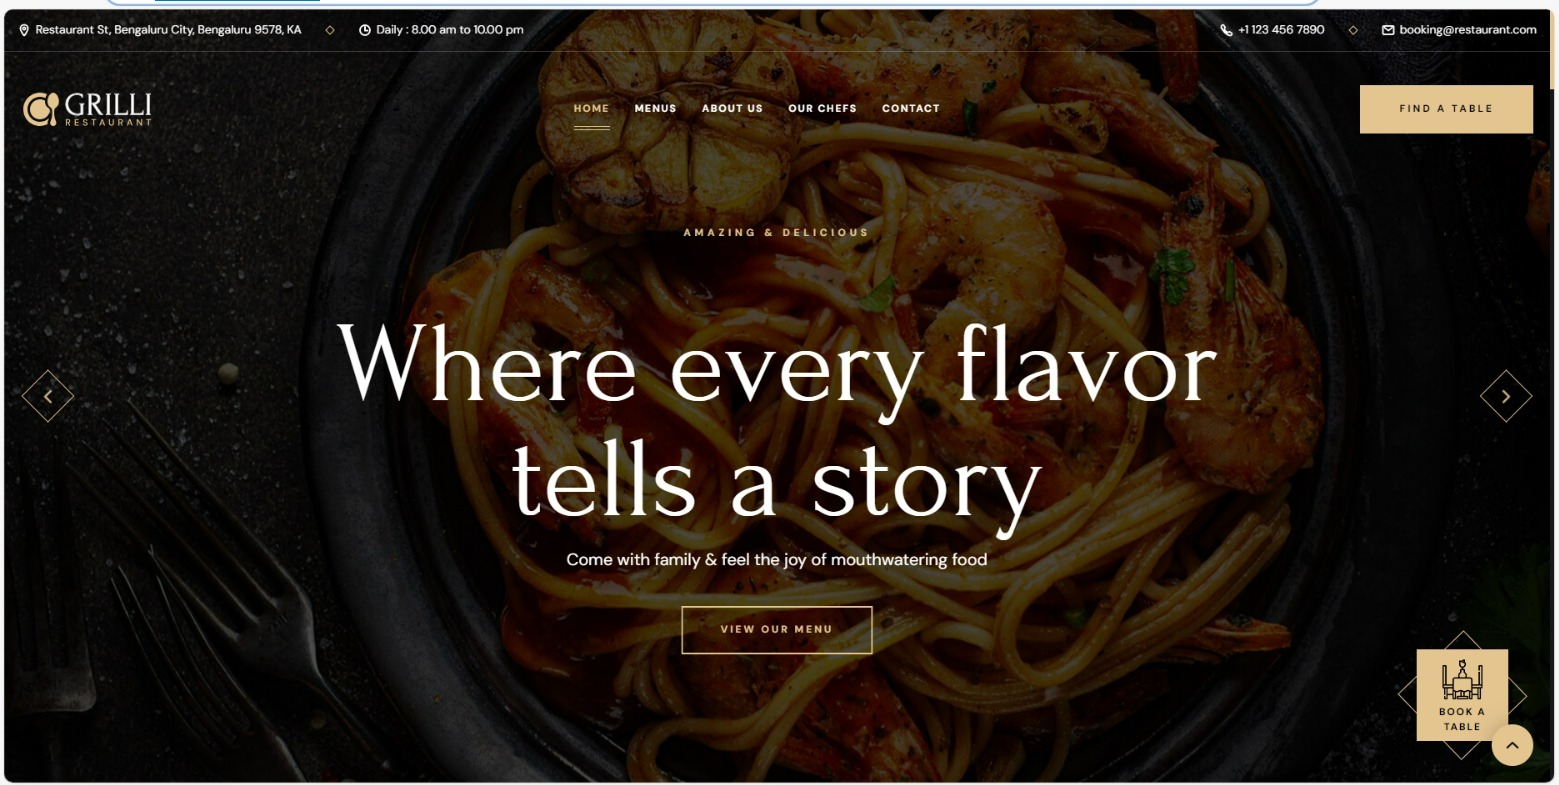 Restaurant St, Bengaluru City, Bengaluru 9578, KA
Daily : 8.00 am to 10.00 pm
+1 123 456 7890
booking@restaurant.com
GRILLI
RESTAURANT
HOME
MENUS
ABOUT US
OUR CHEFS
CONTACT
FIND A TABLE
AMAZING & DELICIOUS
Where every flavor
tells a story
Come with family & feel the joy of mouthwatering food
VIEW OUR MENU
BOOK A
TABLE